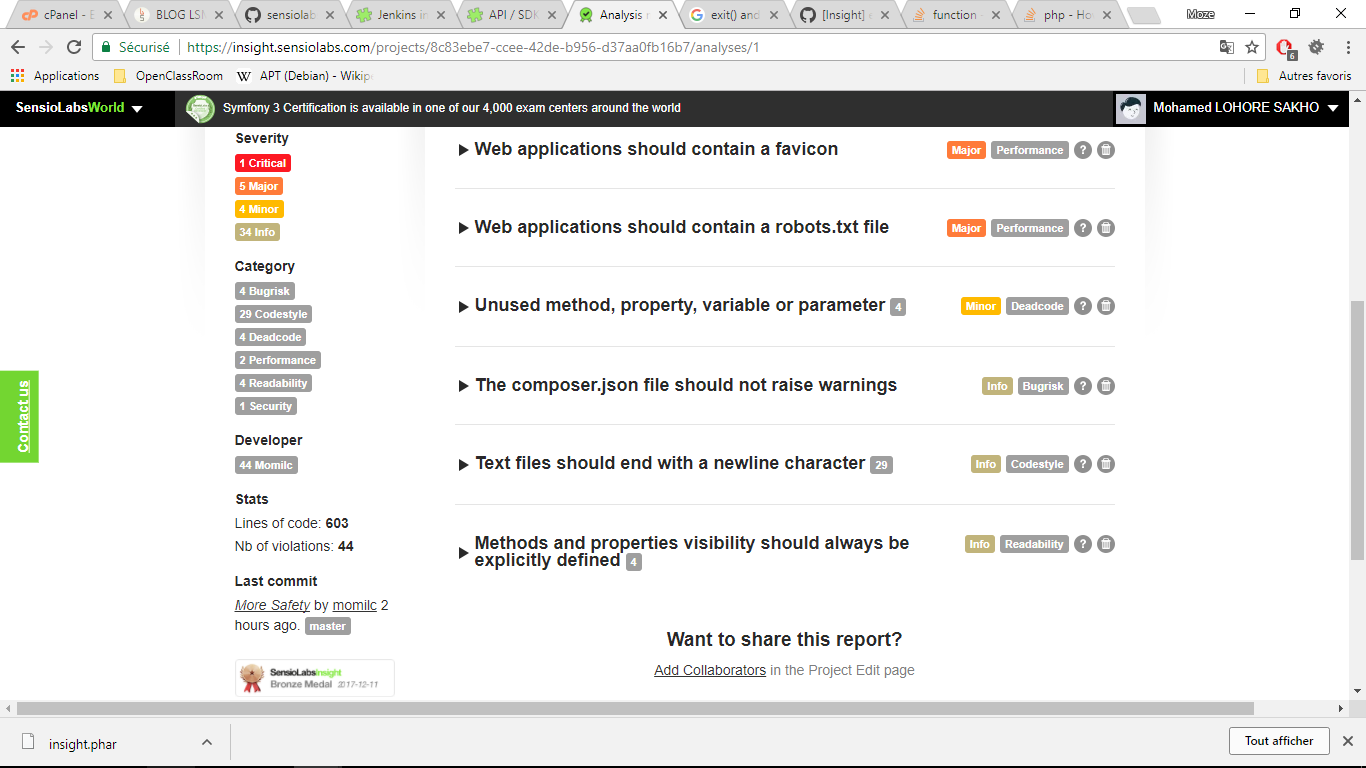 cPanel - E
BLOG LSM
sensiolab
Jenkins in
API / SDK
Analysis r
exit() and
[Insight] e
function -
php - Ho
Moze
Sécurisé
https://insight.sensiolabs.com/projects/8c83ebe7-ccee-42de-b956-d37aa0fb16b7/analyses/1
6
Applications
OpenClassRoom
W APT (Debian) - Wikip
Autres favoris
SensioLabsWorld
Symfony 3 Certification is available in one of our 4,000 exam centers around the world
Mohamed LOHORE SAKHO
Severity
1 Critical
5 Major
4 Minor
34 Info
Category
4 Bugrisk
29 Codestyle
4 Deadcode
2 Performance
4 Readability
1 Security
Developer
44 Momilc
Stats
Lines of code: 603
Nb of violations: 44
Last commit
More Safety by momilc 2
hours ago. master
SensioLabsInsight
Bronze Medal 2017-12-11
Contact us
Web applications should contain a favicon
Major Performance ?
Web applications should contain a robots.txt file
Major Performance ?
Unused method, property, variable or parameter 4
Minor Deadcode ?
The composer.json file should not raise warnings
Info Bugrisk ?
Text files should end with a newline character 29
Info Codestyle ?
Methods and properties visibility should always be
explicitly defined 4
Info Readability ?
Want to share this report?
Add Collaborators in the Project Edit page
insight.phar
Tout afficher